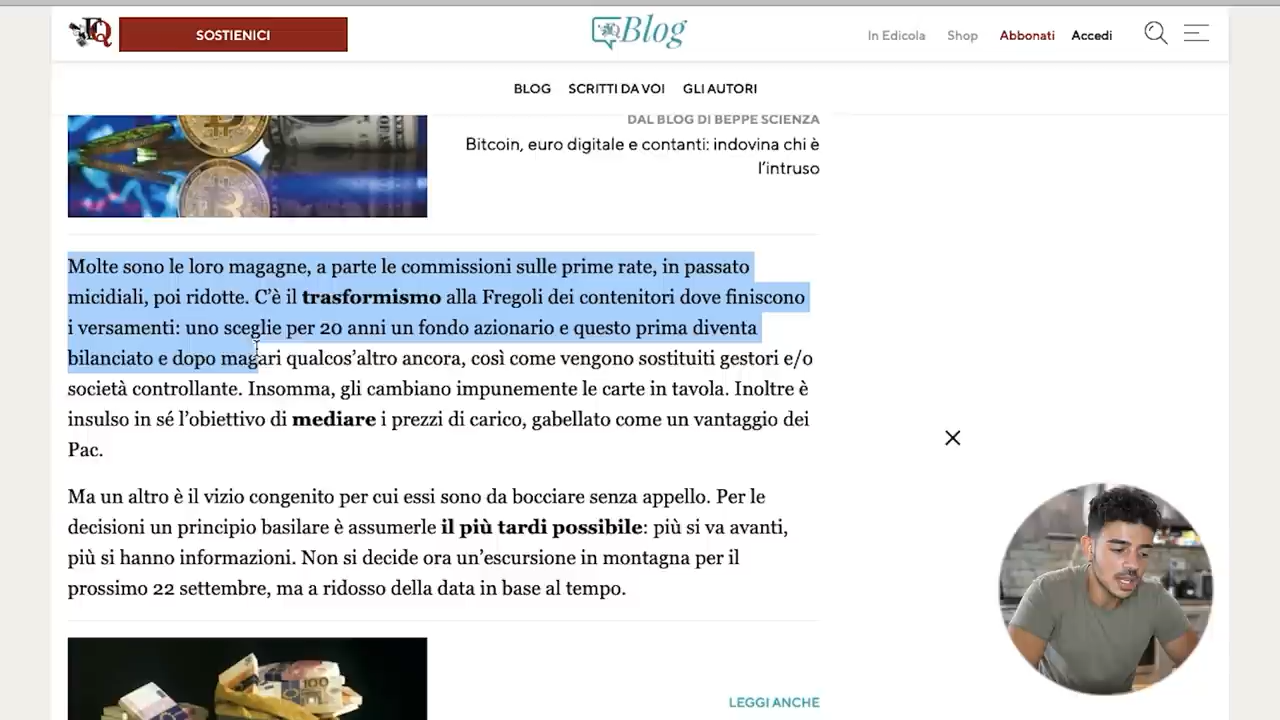 FQ
SOSTIENICI
Blog
In Edicola
Shop
Abbonati
Accedi
BLOG
SCRITTI DA VOI
GLI AUTORI
DAL BLOG DI BEPPE SCIENZA
Bitcoin, euro digitale e contanti: indovina chi è
l'intruso
Molte sono le loro magagne, a parte le commissioni sulle prime rate, in passato
micidiali, poi ridotte. C'è il trasformismo alla Fregoli dei contenitori dove finiscono
i versamenti: uno sceglie per 20 anni un fondo azionario e questo prima diventa
bilanciato e dopo magari qualcos'altro ancora, così come vengono sostituiti gestori e/o
società controllante. Insomma, gli cambiano impunemente le carte in tavola. Inoltre è
insulso in sé l'obiettivo di mediare i prezzi di carico, gabellato come un vantaggio dei
Pac.
Ma un altro è il vizio congenito per cui essi sono da bocciare senza appello. Per le
decisioni un principio basilare è assumerle il più tardi possibile: più si va avanti,
più si hanno informazioni. Non si decide ora un'escursione in montagna per il
prossimo 22 settembre, ma a ridosso della data in base al tempo.
100
LEGGI ANCHE